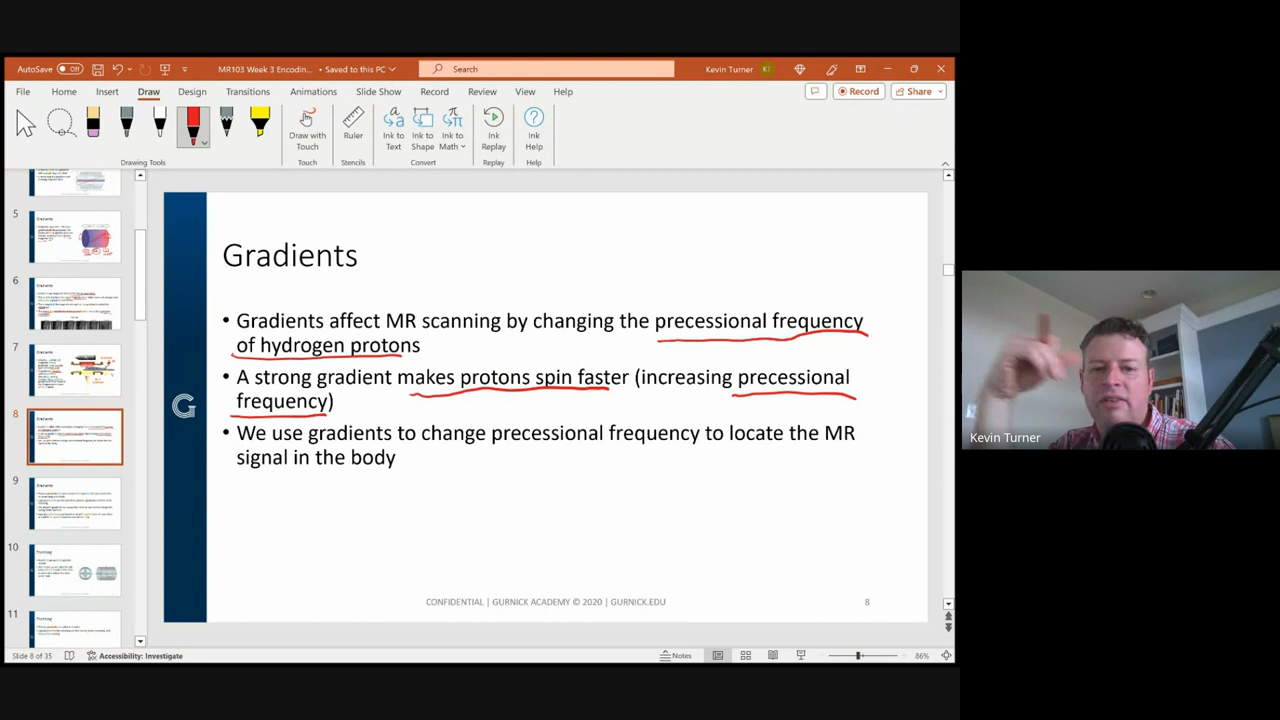 AutoSave Off MR103 Week 3 Encodin... • Saved to this PC Search Kevin Turner KT
File Home Insert Draw Design Transitions Animations Slide Show Record Review View Help Record Share
Draw with Touch
Ruler
Ink to Text
Ink to Shape
Ink to Math
Ink Replay
Ink Help
Drawing Tools Touch Stencils Convert Replay Help
5
6
7
8
9
10
11
Gradients
• Gradients affect MR scanning by changing the precessional frequency
of hydrogen protons
• A strong gradient makes protons spin faster (increasing precessional
frequency)
• We use gradients to change precessional frequency to locate the MR
signal in the body
G
CONFIDENTIAL | GURNICK ACADEMY © 2020 | GURNICK.EDU 8
Kevin Turner
Slide 8 of 35 Accessibility: Investigate Notes 86%